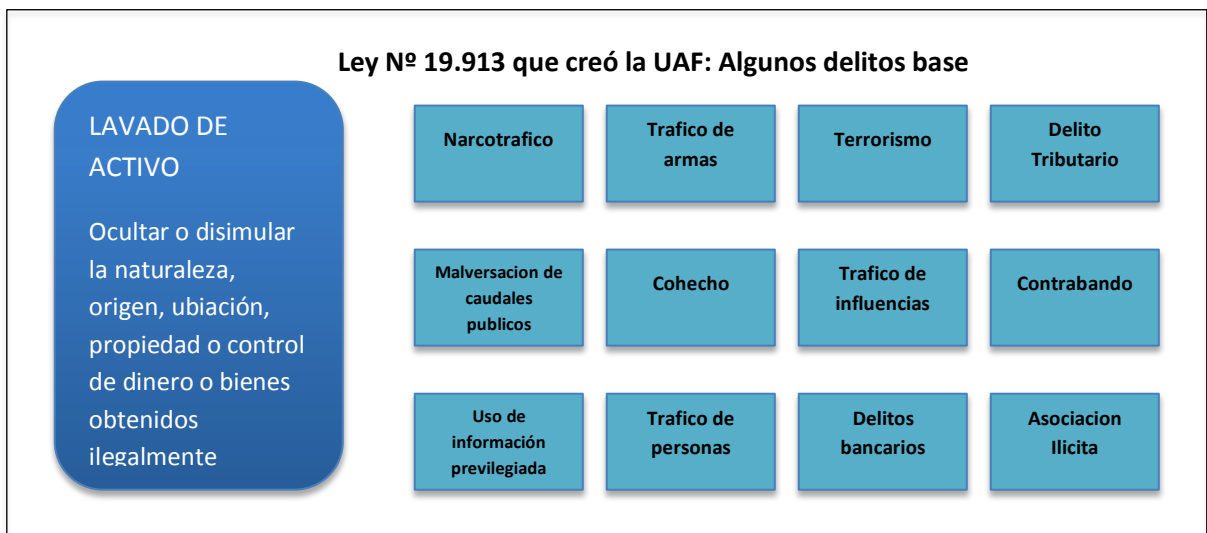 Ley Nº 19.913 que creó la UAF: Algunos delitos base
LAVADO DE
ACTIVO
Ocultar o disimular
la naturaleza,
origen, ubiación,
propiedad o control
de dinero o bienes
obtenidos
ilegalmente
Narcotrafico
Trafico de
armas
Terrorismo
Delito
Tributario
Malversacion de
caudales
publicos
Cohecho
Trafico de
influencias
Contrabando
Uso de
información
previlegiada
Trafico de
personas
Delitos
bancarios
Asociacion
Ilicita